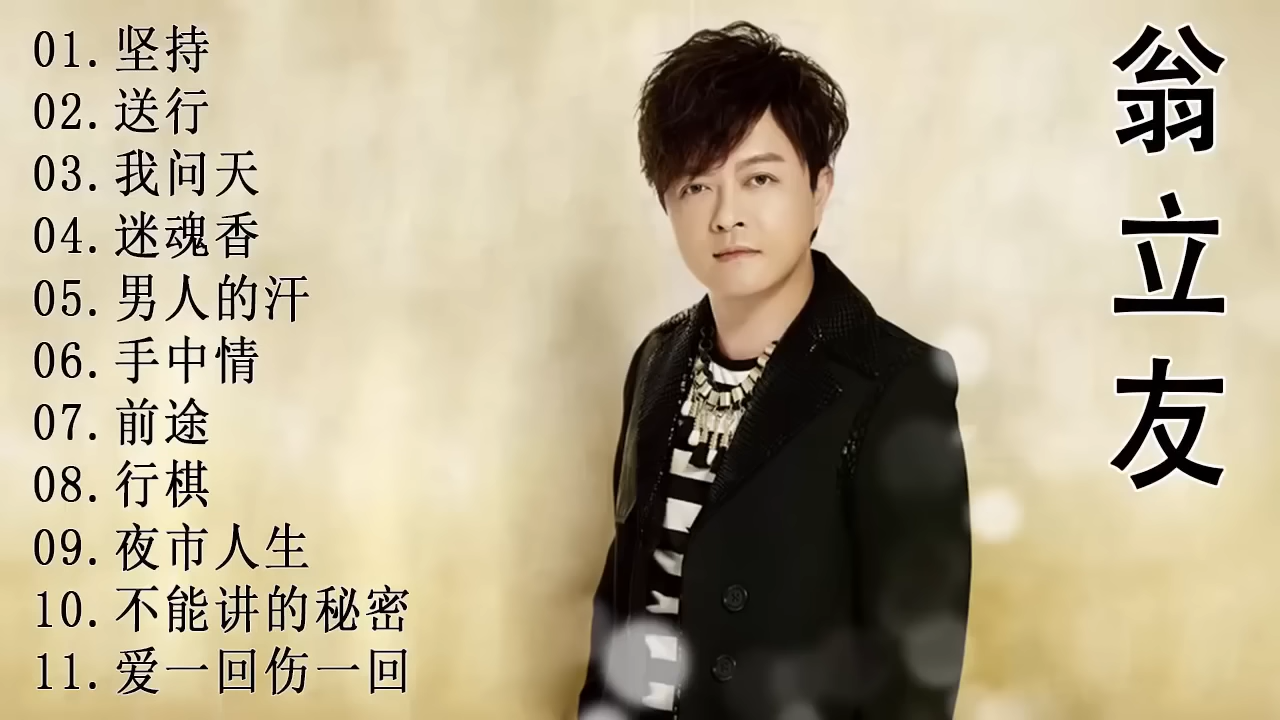 01.坚持
02.送行
03.我问天
04.迷魂香
05.男人的汗
06.手中情
07.前途
08.行棋
09.夜市人生
10.不能讲的秘密
11.爱一回伤一回
翁立友